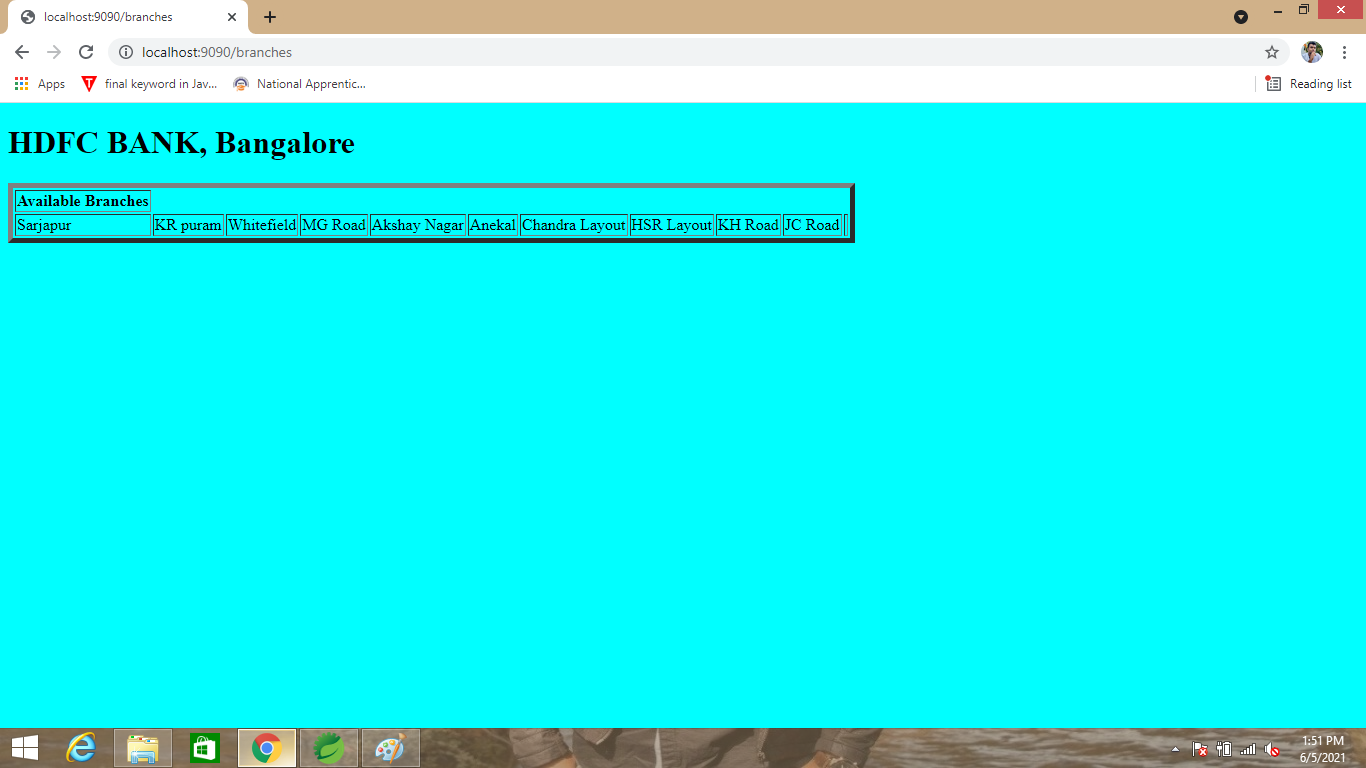 localhost:9090/branches
localhost:9090/branches
Apps final keyword in Jav... National Apprentic... Reading list
HDFC BANK, Bangalore
Available Branches
Sarjapur KR puram Whitefield MG Road Akshay Nagar Anekal Chandra Layout HSR Layout KH Road JC Road
1:51 PM
6/5/2021